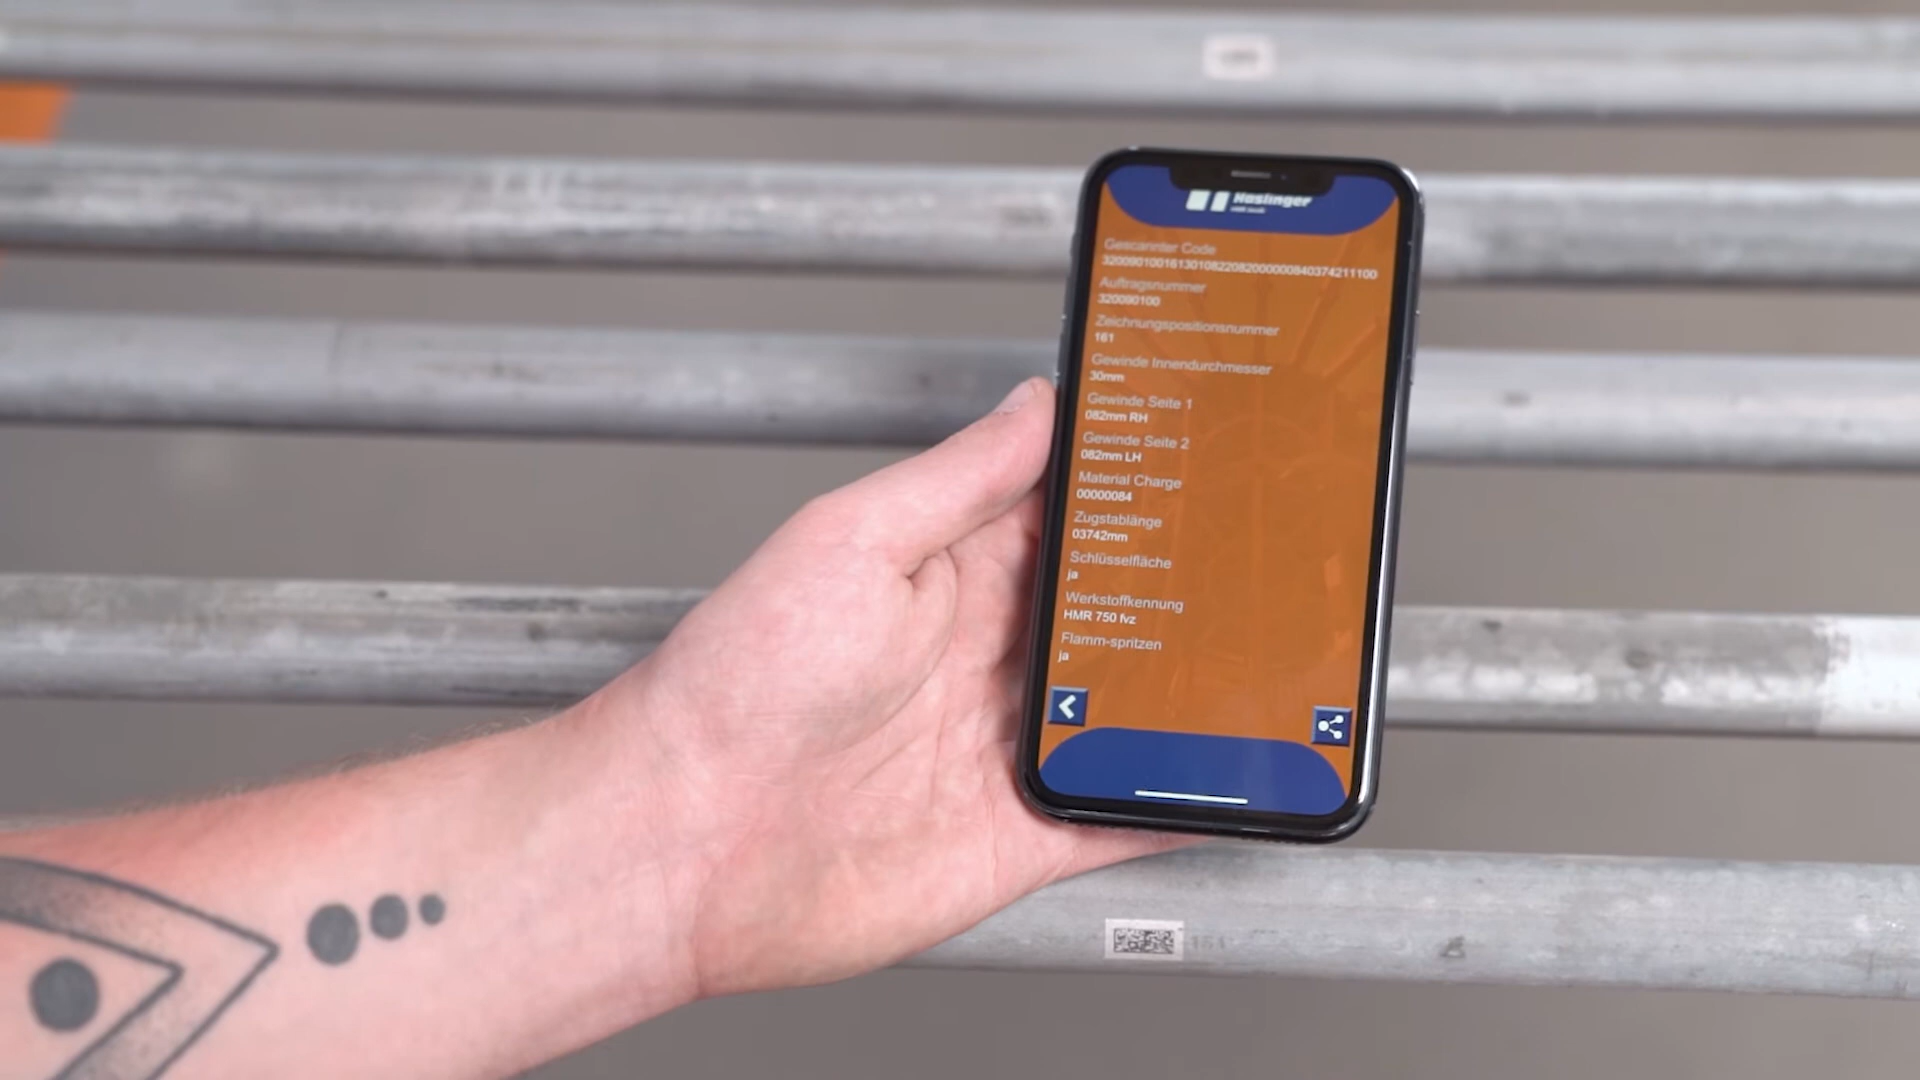 Haslinger
Gescannter Code
3200901001613010822082000000840374211100
Auftragsnummer
320090100
Zeichnungspositionsnummer
161
Gewinde Innendurchmesser
30mm
Gewinde Seite 1
082mm RH
Gewinde Seite 2
082mm LH
Material Charge
00000084
Zugstablänge
03742mm
Schlüsselfläche
ja
Werkstoffkennung
HMR 750 fvz
Flamm-spritzen
ja
161